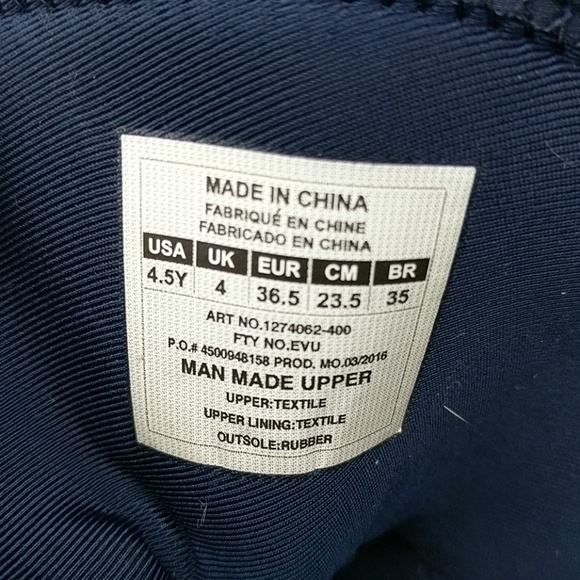 MADE IN CHINA
FABRIQUÉ EN CHINE
FABRICADO EN CHINA
USA UK EUR CM BR
4.5Y 4 36.5 23.5 35
ART NO.1274062-400
FTY NO.EVU
P.O.# 4500948158 PROD. MO.03/2016
MAN MADE UPPER
UPPER:TEXTILE
UPPER LINING:TEXTILE
OUTSOLE:RUBBER